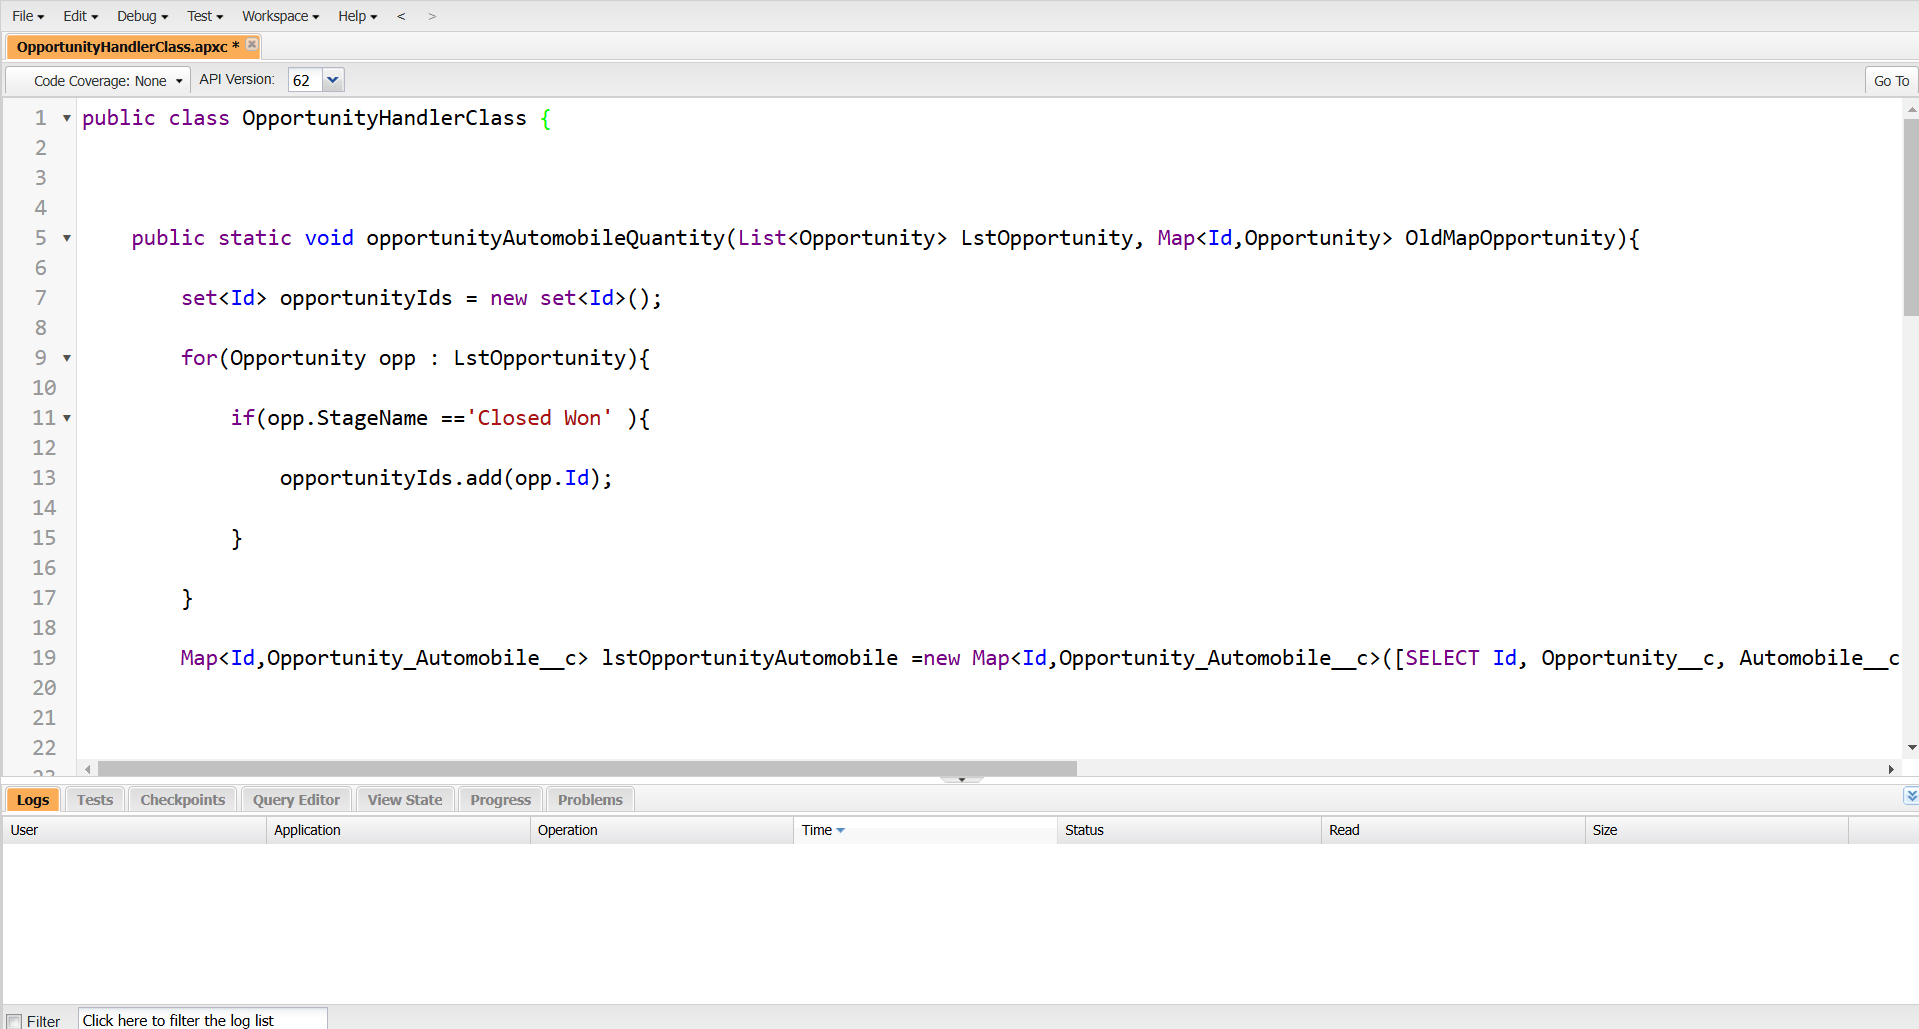 File Edit Debug Test Workspace Help < >
OpportunityHandlerClass.apxc *
Code Coverage: None API Version: 62 Go To
1 public class OpportunityHandlerClass {
2
3
4
5 public static void opportunityAutomobileQuantity(List<Opportunity> LstOpportunity, Map<Id,Opportunity> OldMapOpportunity){
6
7 set<Id> opportunityIds = new set<Id>();
8
9 for(Opportunity opp : LstOpportunity){
10
11 if(opp.StageName =='Closed Won' ){
12
13 opportunityIds.add(opp.Id);
14
15 }
16
17 }
18
19 Map<Id,Opportunity_Automobile__c> lstOpportunityAutomobile =new Map<Id,Opportunity_Automobile__c>([SELECT Id, Opportunity__c, Automobile__c
20
21
22
23
Logs Tests Checkpoints Query Editor View State Progress Problems
User Application Operation Time Status Read Size
Filter Click here to filter the log list